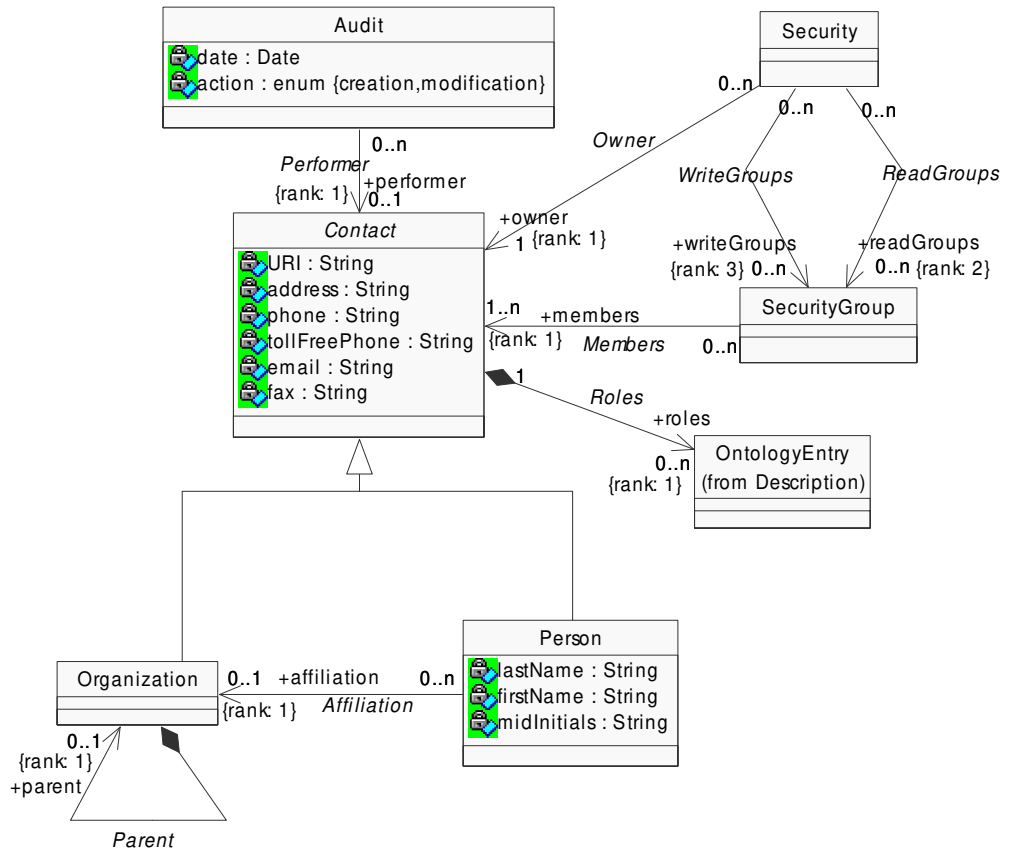 Audit
date : Date
action : enum {creation,modification}
Security
0..n
0..n
0..n
0..n
Owner
Performer
{rank: 1}
+performer
0..1
WriteGroups
ReadGroups
Contact
URI : String
address : String
phone : String
tollFreePhone : String
email : String
fax : String
+owner
1
{rank: 1}
+writeGroups
{rank: 3}
0..n
+readGroups
0..n
{rank: 2}
SecurityGroup
1..n
+members
{rank: 1}
Members
0..n
1
Roles
+roles
0..n
{rank: 1}
OntologyEntry
(from Description)
Organization
0..1
+affiliation
0..n
{rank: 1}
Affiliation
Person
lastName : String
firstName : String
midInitials : String
0..1
{rank: 1}
+parent
Parent